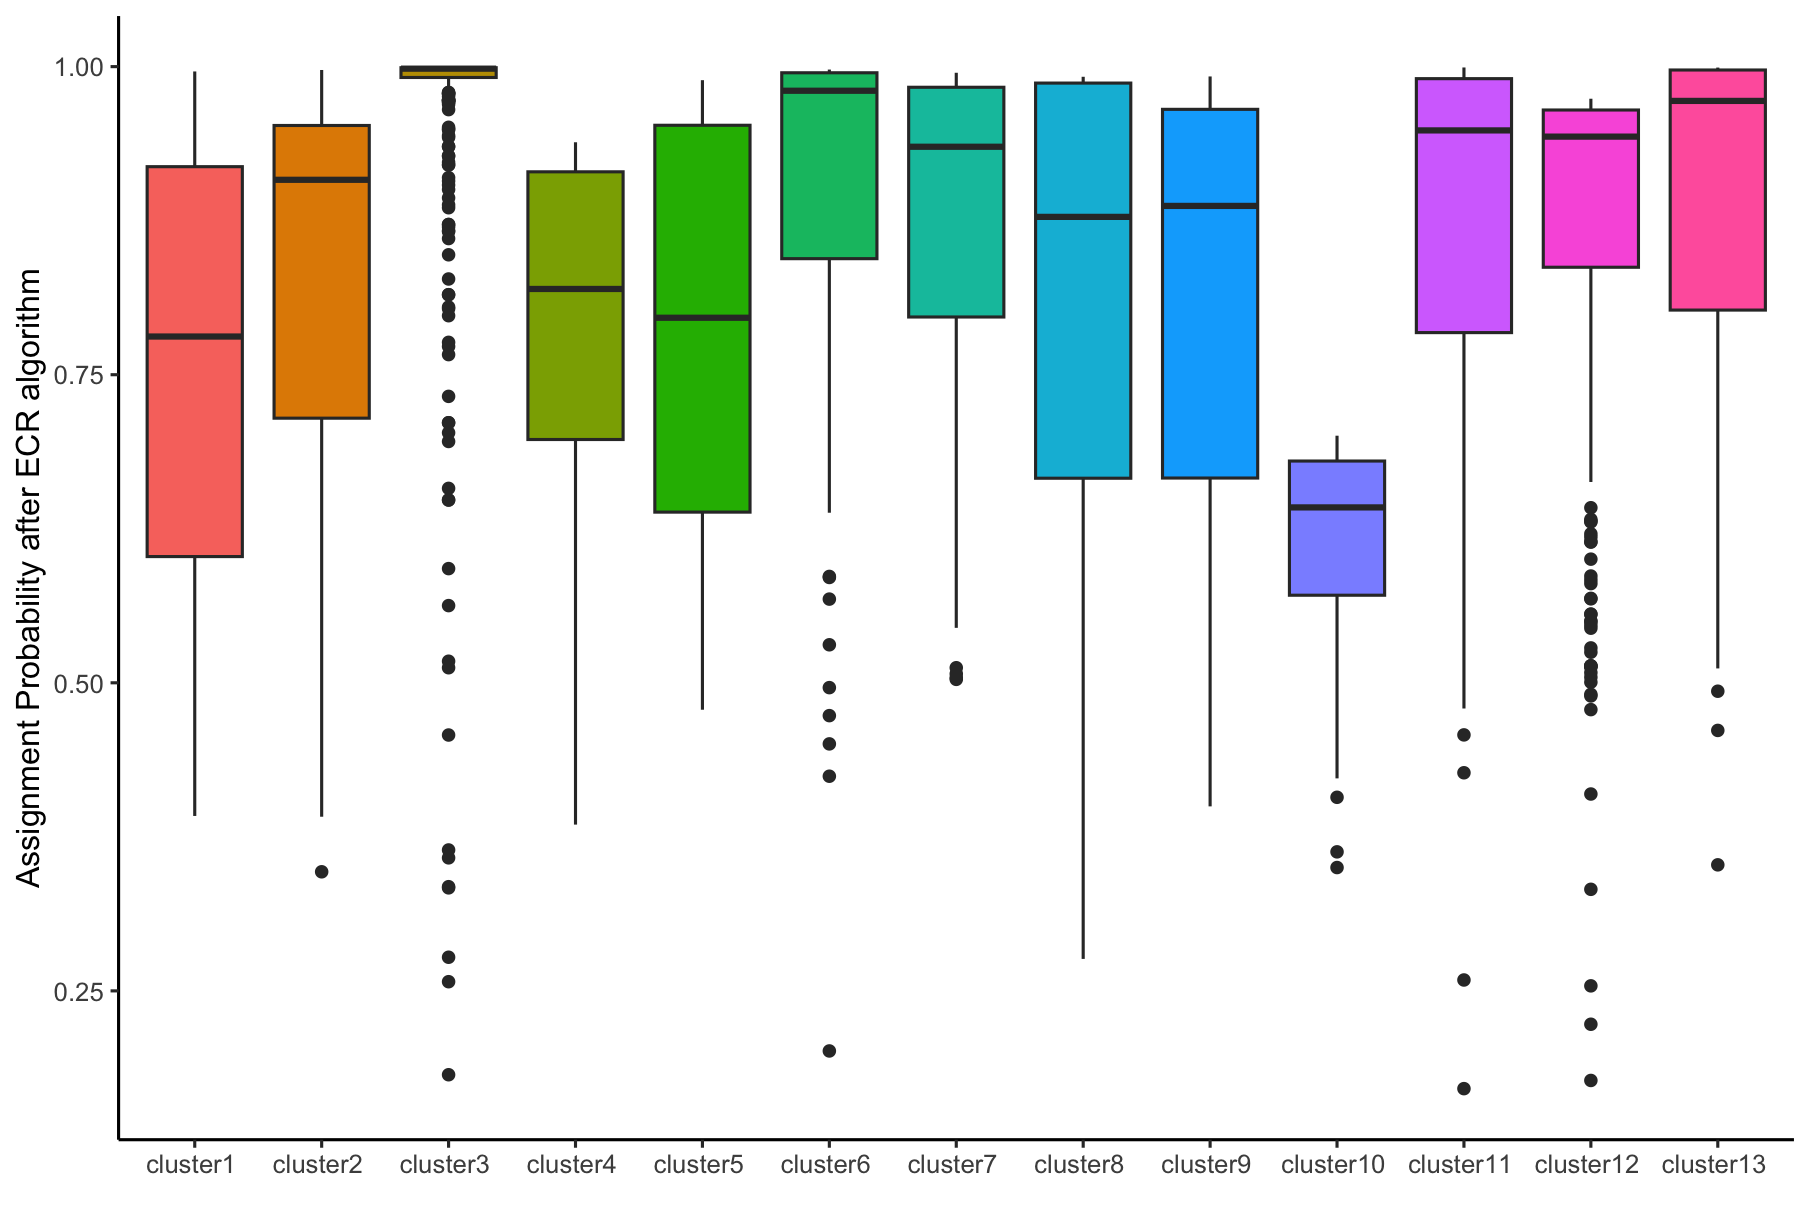 Assignment Probability after ECR algorithm
1.00
0.75
0.50
0.25
cluster1 cluster2 cluster3 cluster4 cluster5 cluster6 cluster7 cluster8 cluster9 cluster10 cluster11 cluster12 cluster13